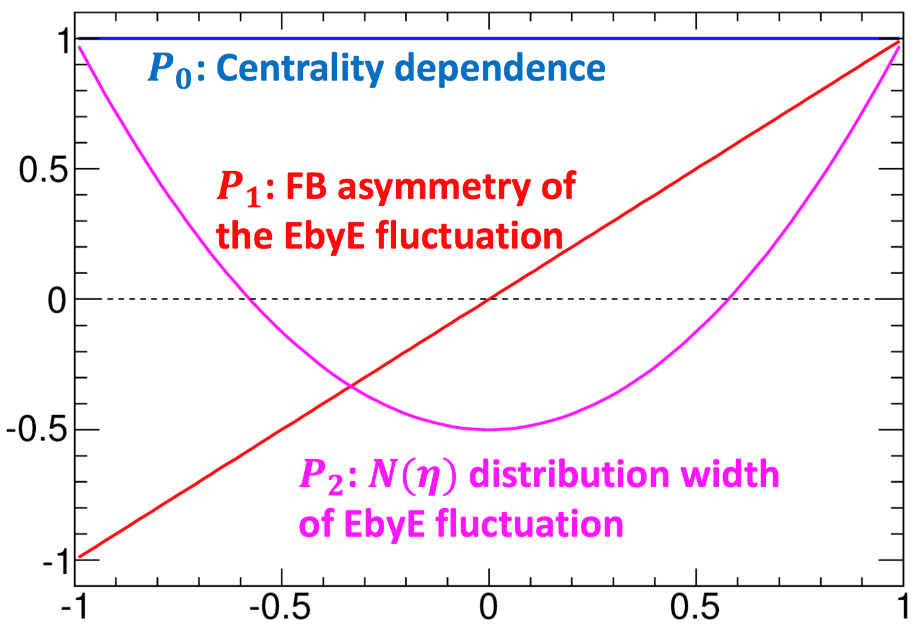 1
P₀: Centrality dependence
0.5
P₁: FB asymmetry of
the EbyE fluctuation
0
-0.5
P₂: N(η) distribution width
of EbyE fluctuation
-1
-1 -0.5 0 0.5 1